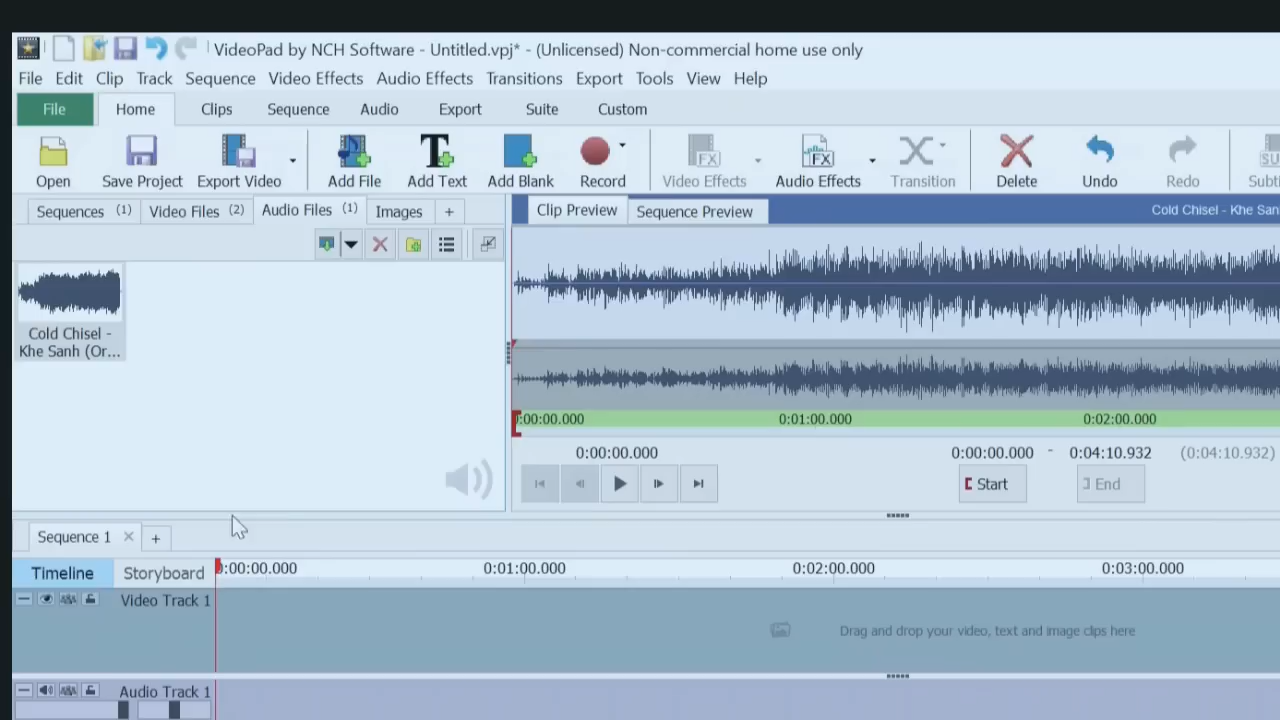 VideoPad by NCH Software - Untitled.vpj* - (Unlicensed) Non-commercial home use only
File Edit Clip Track Sequence Video Effects Audio Effects Transitions Export Tools View Help
File Home Clips Sequence Audio Export Suite Custom
Open Save Project Export Video Add File Add Text Add Blank Record Video Effects Audio Effects Transition Delete Undo Redo Subti
Sequences (1) Video Files (2) Audio Files (1) Images + Clip Preview Sequence Preview Cold Chisel - Khe San
Cold Chisel -
Khe Sanh (Or...
0:00:00.000 0:01:00.000 0:02:00.000
0:00:00.000 0:00:00.000 - 0:04:10.932 (0:04:10.932)
Start End
Sequence 1 × +
Timeline Storyboard 0:00:00.000 0:01:00.000 0:02:00.000 0:03:00.000
Video Track 1
Drag and drop your video, text and image clips here
Audio Track 1